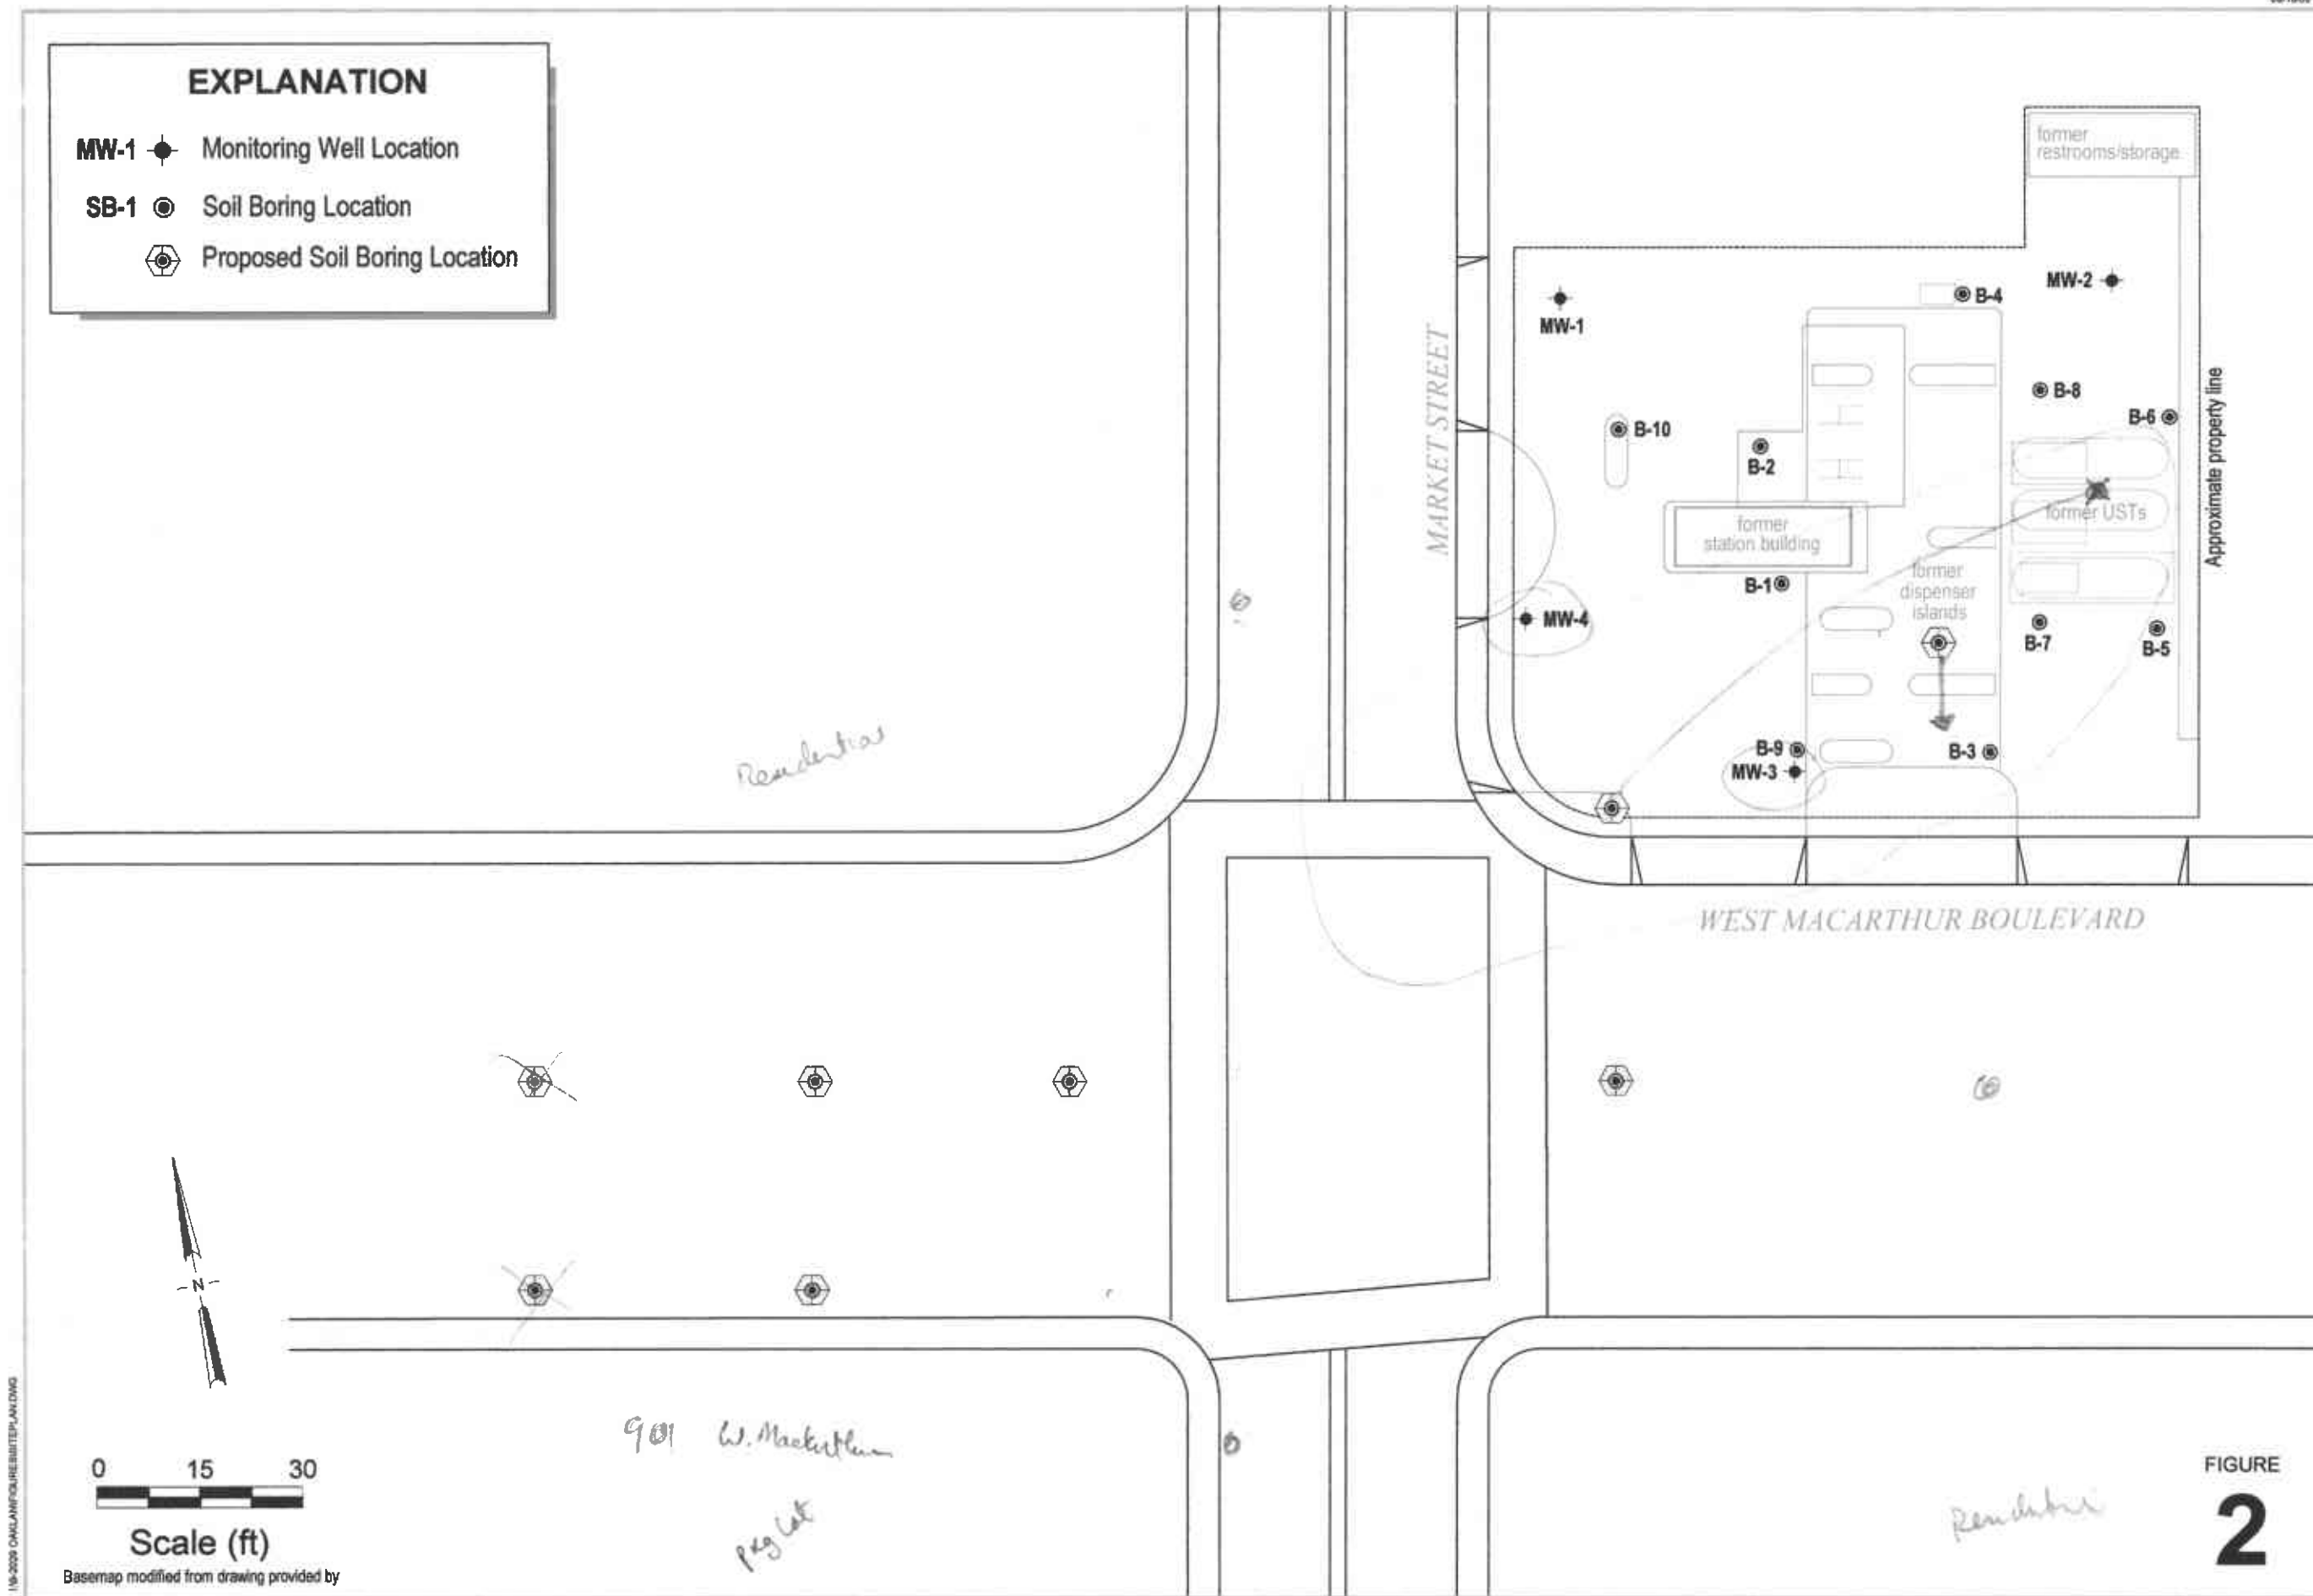 EXPLANATION
MW-1 Monitoring Well Location
SB-1 Soil Boring Location
Proposed Soil Boring Location
former
restrooms/storage
MW-1
B-4
MW-2
MARKET STREET
B-10
B-2
B-8
B-6
Approximate property line
former
station building
former USTs
B-1
former
dispenser
islands
MW-4
B-7
B-5
Residential
B-9
MW-3
B-3
WEST MACARTHUR BOULEVARD
N
901 W. Macarthur
pkg lot
0 15 30
Scale (ft)
Basemap modified from drawing provided by
FIGURE
2